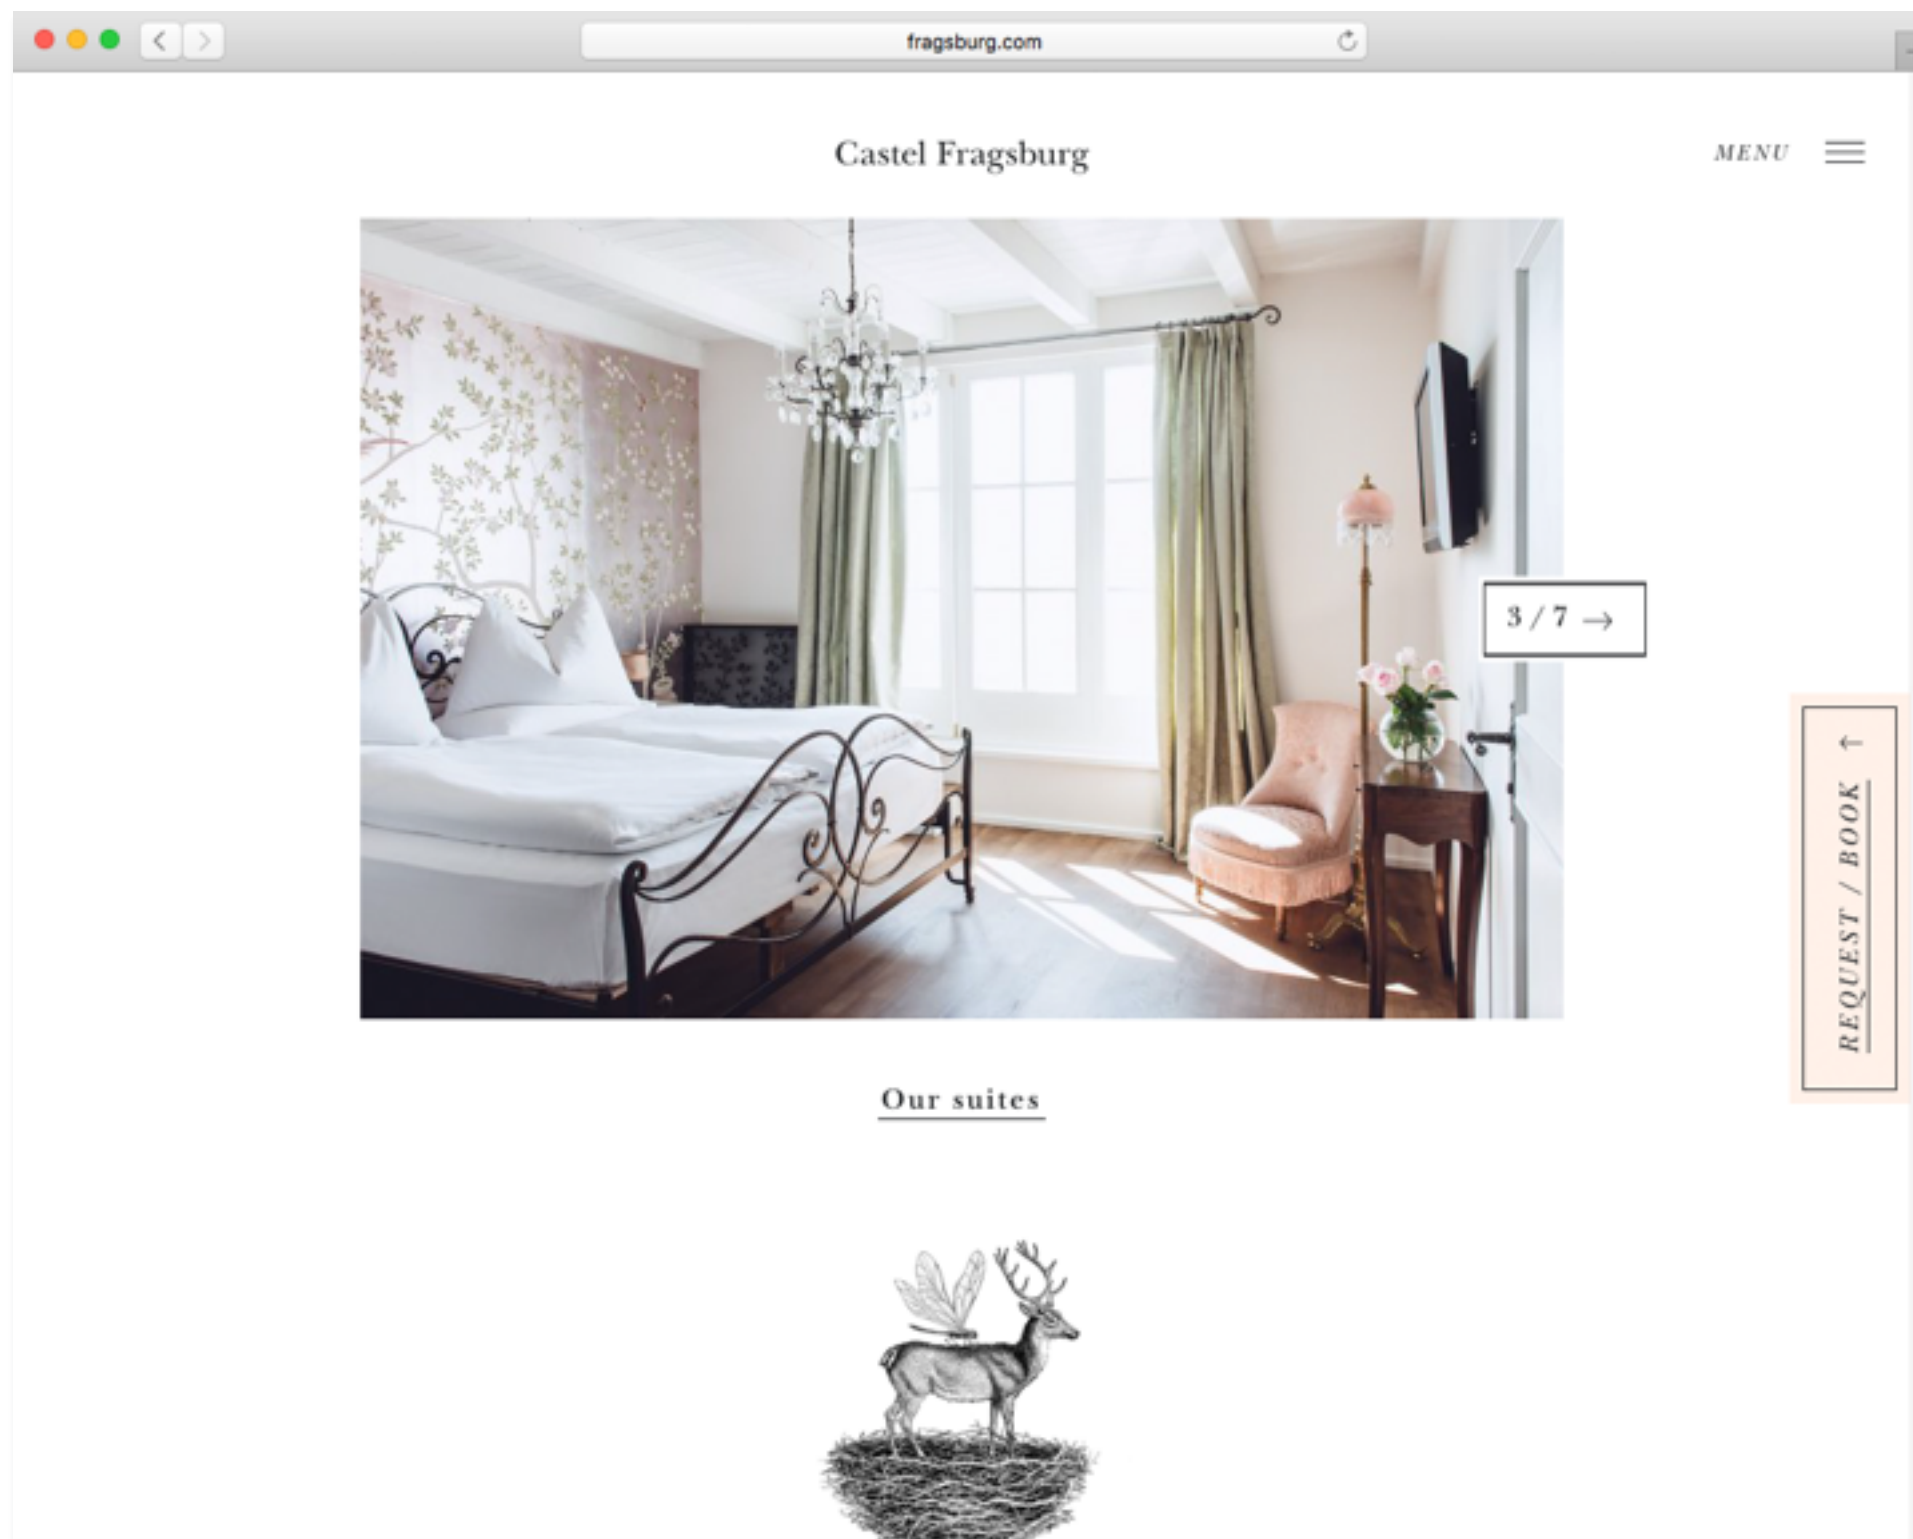 fragsburg.com
Castel Fragsburg
MENU
3 / 7 →
REQUEST / BOOK →
Our suites